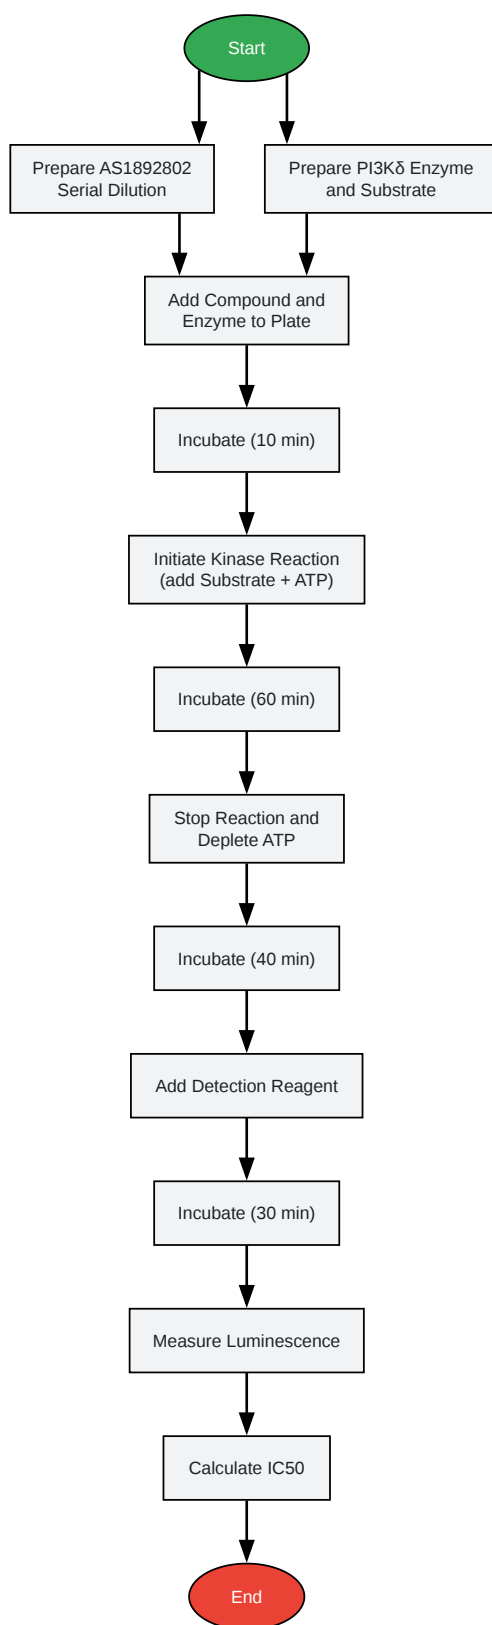 Start
Prepare AS1892802
Serial Dilution
Prepare PI3Kδ Enzyme
and Substrate
Add Compound and
Enzyme to Plate
Incubate (10 min)
Initiate Kinase Reaction
(add Substrate + ATP)
Incubate (60 min)
Stop Reaction and
Deplete ATP
Incubate (40 min)
Add Detection Reagent
Incubate (30 min)
Measure Luminescence
Calculate IC50
End